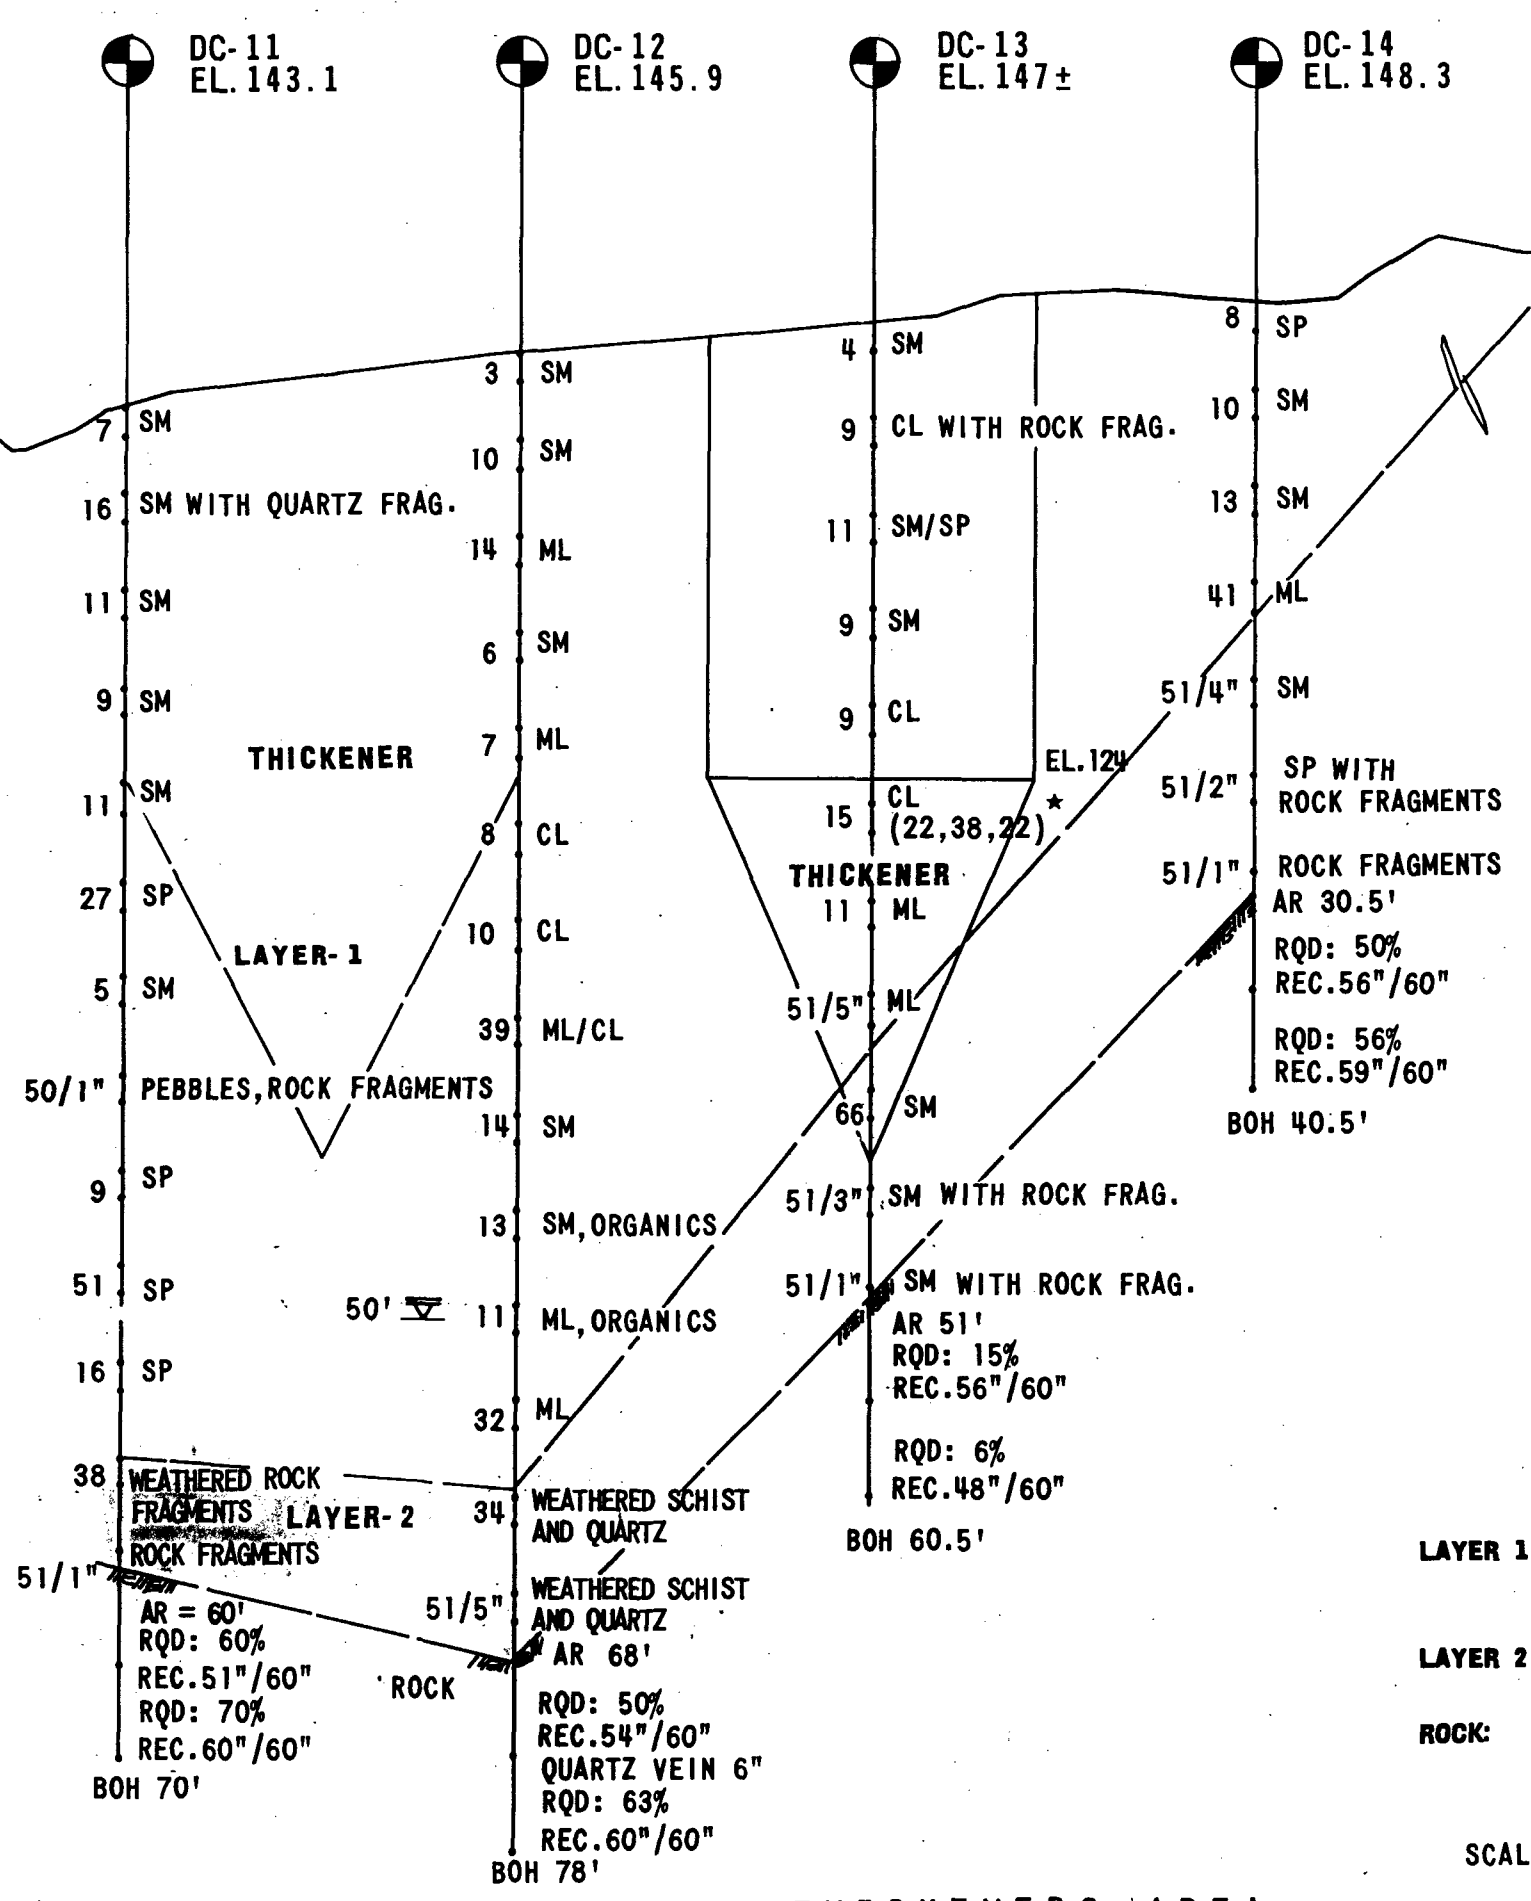 DC-11
EL.143.1
7 SM
16 SM WITH QUARTZ FRAG.
11 SM
9 SM
THICKENER
11 SM
27 SP
LAYER-1
5 SM
50/1" PEBBLES,ROCK FRAGMENTS
9 SP
51 SP
16 SP
38 WEATHERED ROCK
FRAGMENTS
LAYER-2
ROCK FRAGMENTS
51/1"
AR = 60'
RQD: 60%
REC.51"/60"
RQD: 70%
REC.60"/60"
BOH 70'
ROCK
DC-12
EL.145.9
3 SM
10 SM
14 ML
6 SM
7 ML
8 CL
10 CL
39 ML/CL
14 SM
13 SM,ORGANICS
50' 11 ML,ORGANICS
32 ML
34 WEATHERED SCHIST
AND QUARTZ
51/5" WEATHERED SCHIST
AND QUARTZ
AR 68'
RQD: 50%
REC.54"/60"
QUARTZ VEIN 6"
RQD: 63%
REC.60"/60"
BOH 78'
DC-13
EL.147±
4 SM
9 CL WITH ROCK FRAG.
11 SM/SP
9 SM
9 CL
EL.124
15 CL
(22,38,22)★
THICKENER
11 ML
51/5" ML
66 SM
51/3" SM WITH ROCK FRAG.
51/1" SM WITH ROCK FRAG.
AR 51'
RQD: 15%
REC.56"/60"
RQD: 6%
REC.48"/60"
BOH 60.5'
DC-14
EL.148.3
8 SP
10 SM
13 SM
41 ML
51/4" SM
51/2" SP WITH
ROCK FRAGMENTS
51/1" ROCK FRAGMENTS
AR 30.5'
RQD: 50%
REC.56"/60"
RQD: 56%
REC.59"/60"
BOH 40.5'
LAYER 1
LAYER 2
ROCK:
SCAL